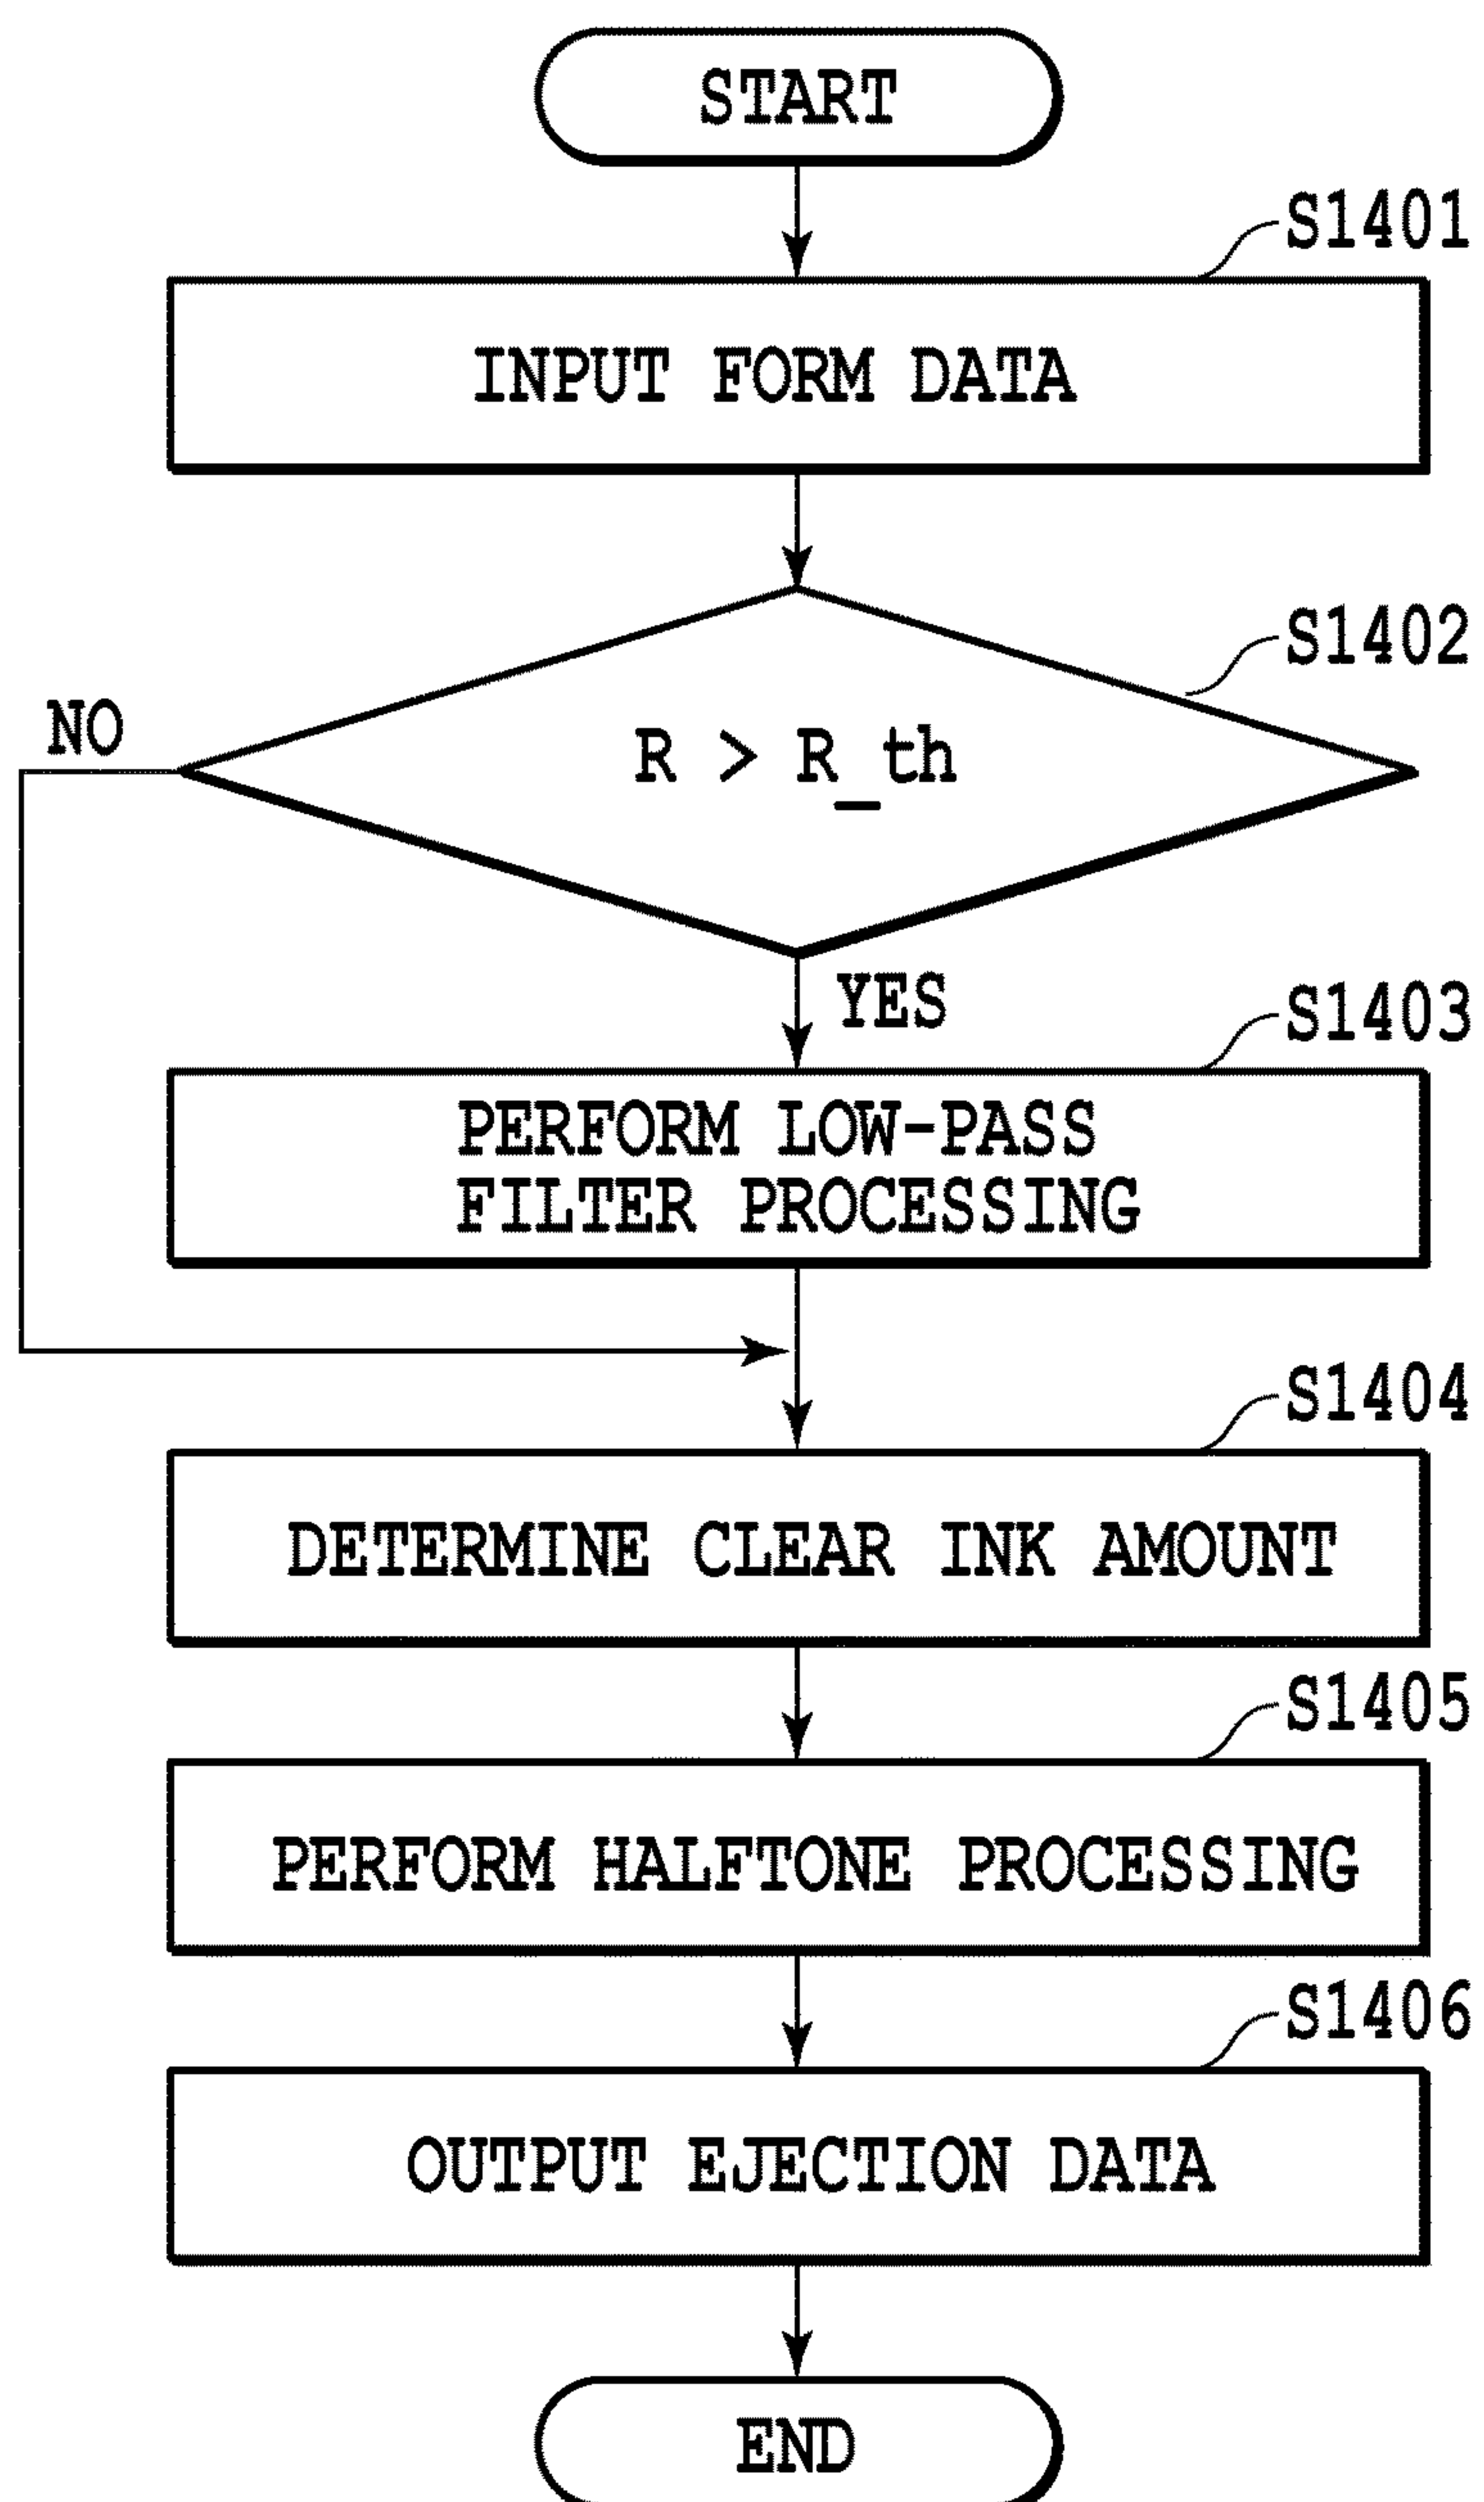 START
S1401
INPUT FORM DATA
S1402
NO
R > R_th
YES
S1403
PERFORM LOW-PASS
FILTER PROCESSING
S1404
DETERMINE CLEAR INK AMOUNT
S1405
PERFORM HALFTONE PROCESSING
S1406
OUTPUT EJECTION DATA
END